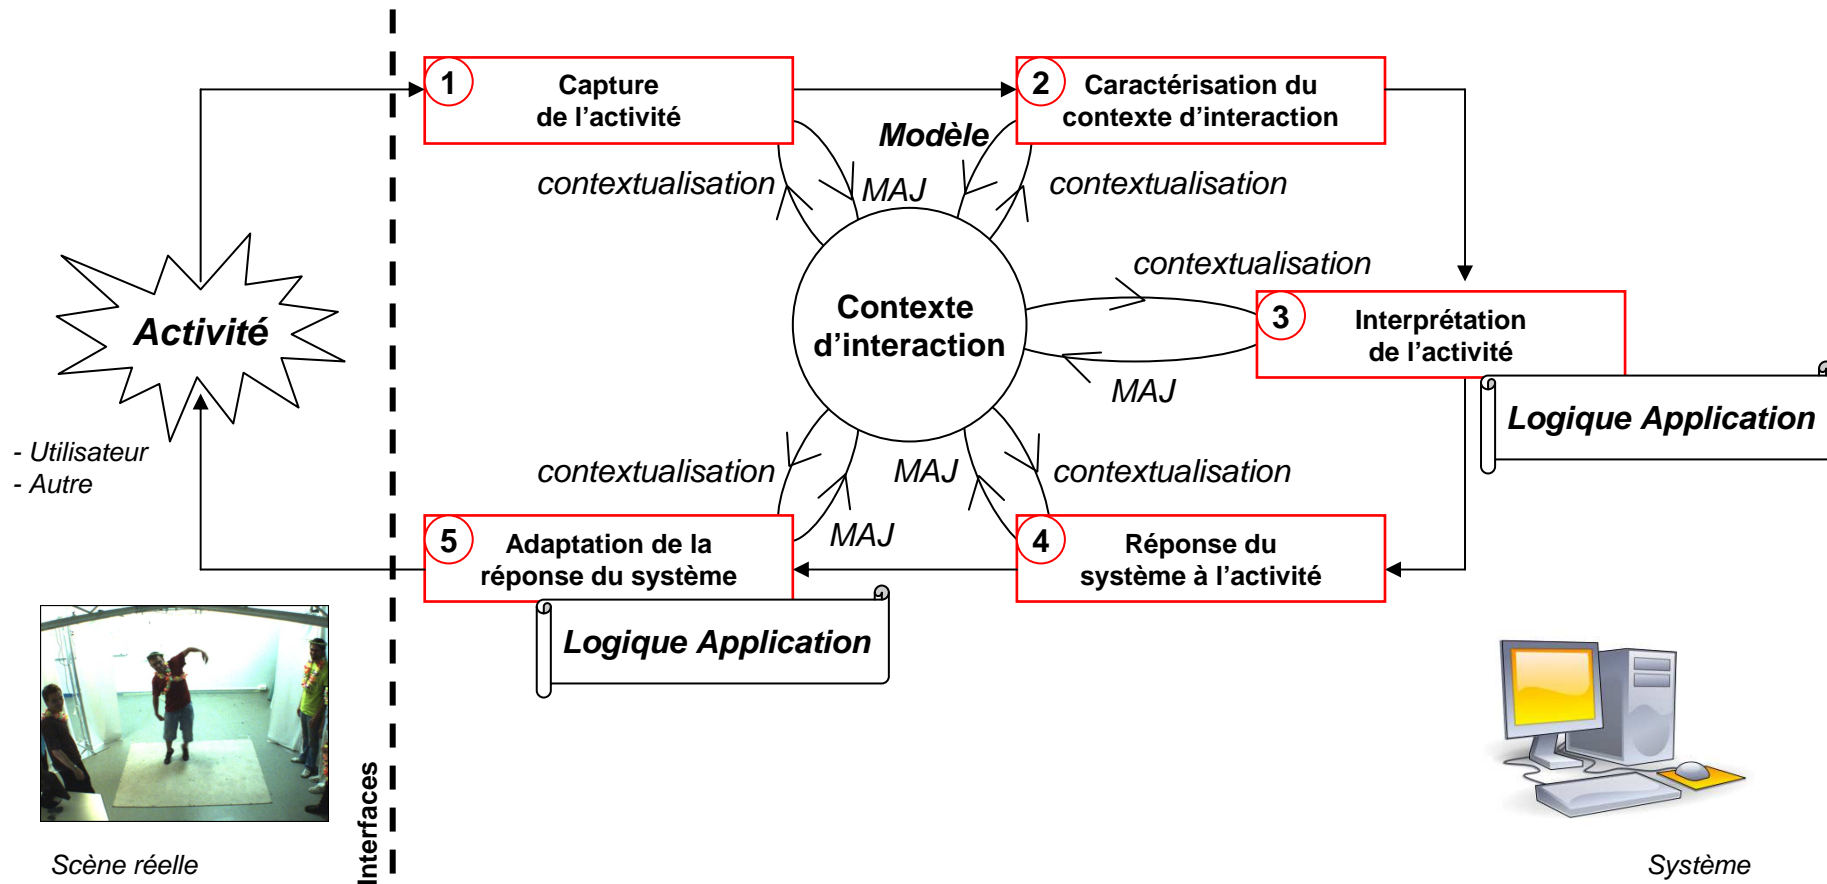 1
Capture
de l’activité
2
Caractérisation du
contexte d’interaction
Modèle
contextualisation
MAJ
contextualisation
contextualisation
Activité
Contexte
d’interaction
3
Interprétation
de l’activité
MAJ
Logique Application
- Utilisateur
- Autre
contextualisation
MAJ
contextualisation
MAJ
5
Adaptation de la
réponse du système
4
Réponse du
système à l’activité
Logique Application
Interfaces
Scène réelle
Système